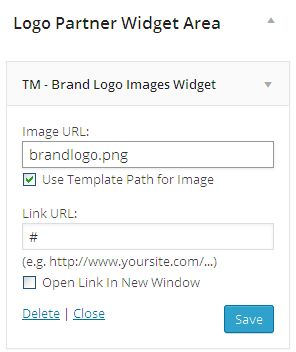 Logo Partner Widget Area
TM - Brand Logo Images Widget
Image URL:
brandlogo.png
Use Template Path for Image
Link URL:
#
(e.g. http://www.yoursite.com/...)
Open Link In New Window
Delete | Close
Save